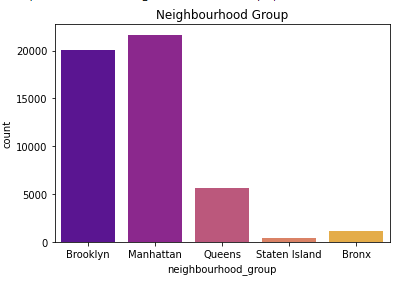 Neighbourhood Group
20000
15000
10000
5000
0
count
Brooklyn Manhattan Queens Staten Island Bronx
neighbourhood_group